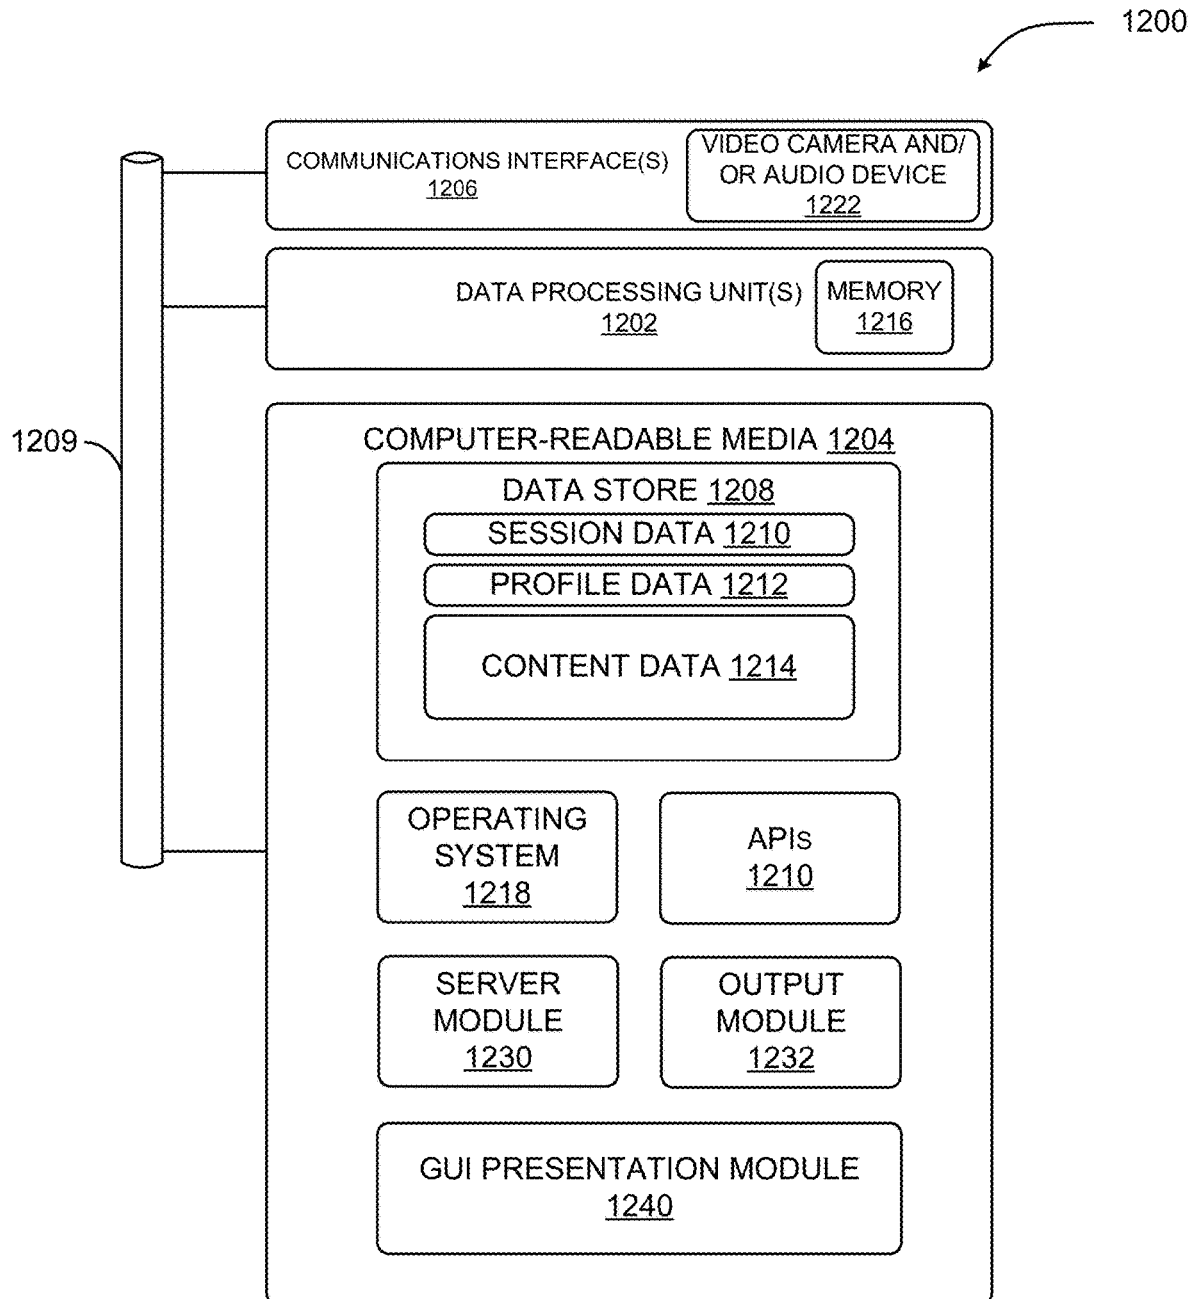 1200
COMMUNICATIONS INTERFACE(S)
1206
VIDEO CAMERA AND/
OR AUDIO DEVICE
1222
DATA PROCESSING UNIT(S)
1202
MEMORY
1216
1209
COMPUTER-READABLE MEDIA 1204
DATA STORE 1208
SESSION DATA 1210
PROFILE DATA 1212
CONTENT DATA 1214
OPERATING
SYSTEM
1218
APIs
1210
SERVER
MODULE
1230
OUTPUT
MODULE
1232
GUI PRESENTATION MODULE
1240